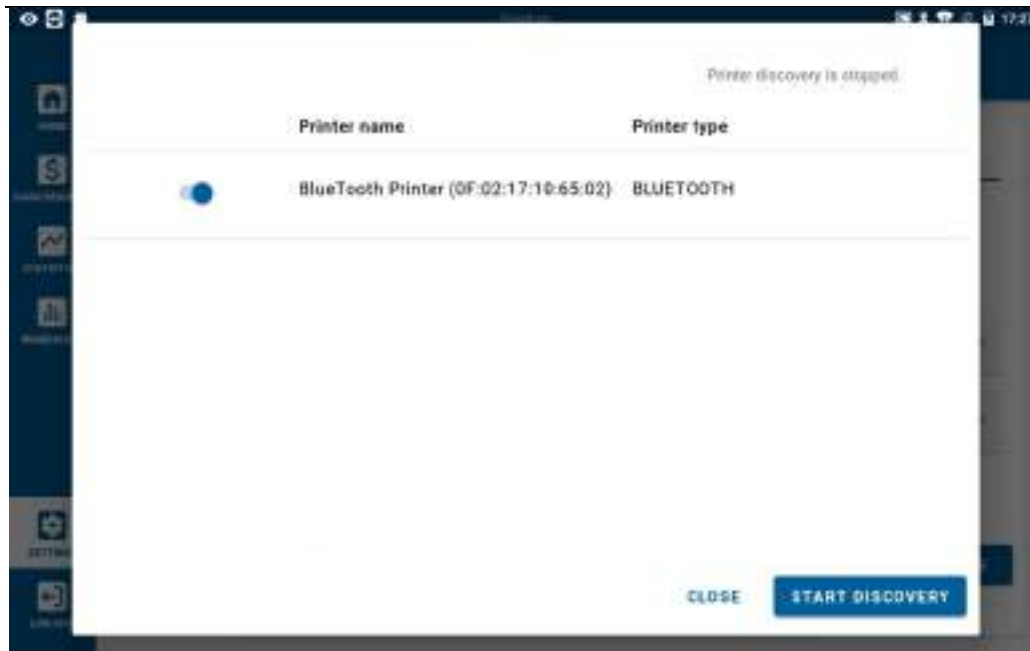 Printer discovery is stopped.
Printer name Printer type
BlueTooth Printer (0F:02:17:10:65:02) BLUETOOTH
CLOSE START DISCOVERY